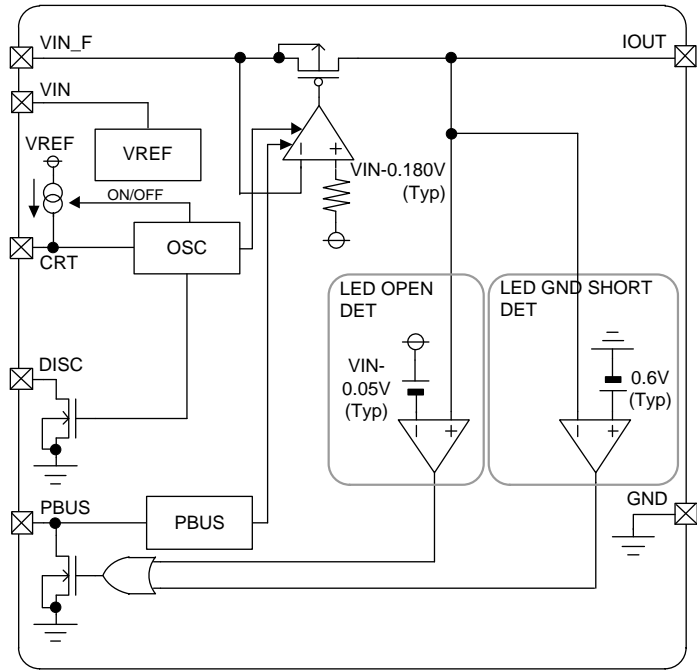 VIN_F
IOUT
VIN
VREF
VREF
VIN-0.180V
(Typ)
ON/OFF
OSC
CRT
LED OPEN
DET
LED GND SHORT
DET
DISC
VIN-
0.05V
(Typ)
0.6V
(Typ)
PBUS
PBUS
GND